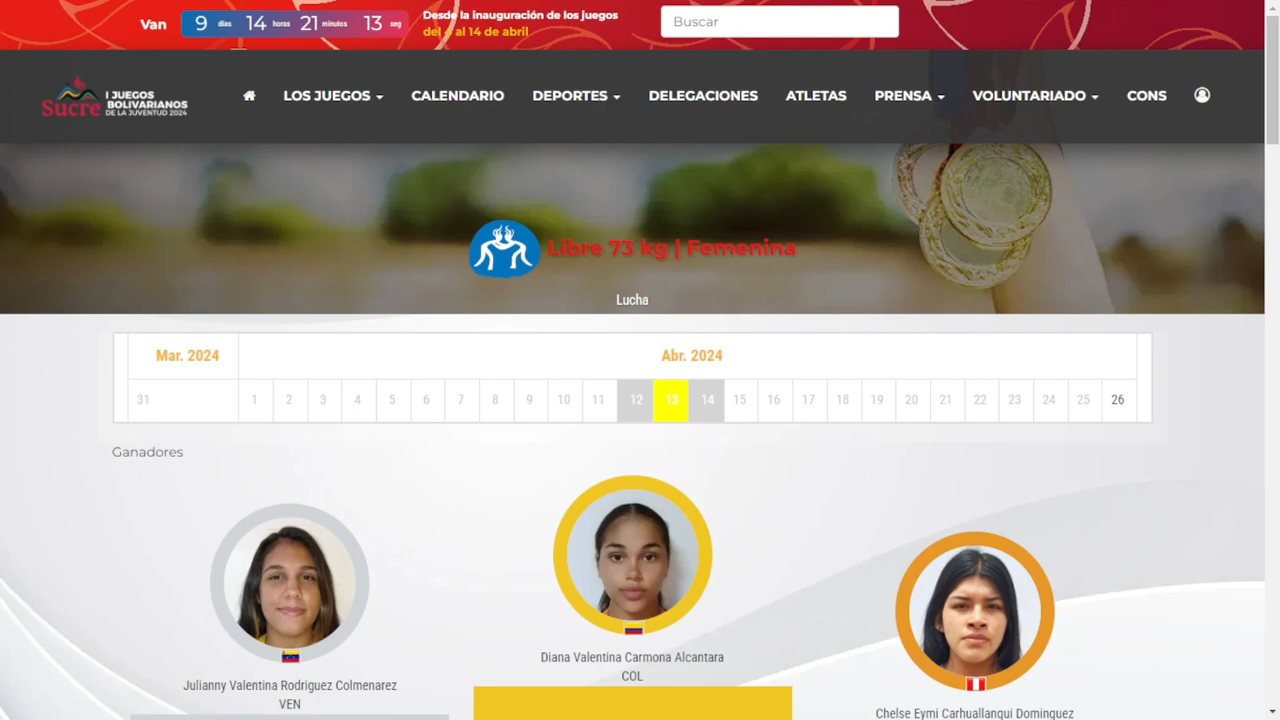 Van 9 días 14 horas 21 minutos 13 seg
Desde la inauguración de los juegos
del 4 al 14 de abril
Buscar
Sucre I JUEGOS
BOLIVARIANOS
DE LA JUVENTUD 2024
LOS JUEGOS CALENDARIO DEPORTES DELEGACIONES ATLETAS PRENSA VOLUNTARIADO CONS
Libre 73 kg | Femenina
Lucha
Mar. 2024 Abr. 2024
31 1 2 3 4 5 6 7 8 9 10 11 12 13 14 15 16 17 18 19 20 21 22 23 24 25 26
Ganadores
Diana Valentina Carmona Alcantara
COL
Julianny Valentina Rodriguez Colmenarez
VEN
Chelse Eymi Carhuallanqui Dominguez